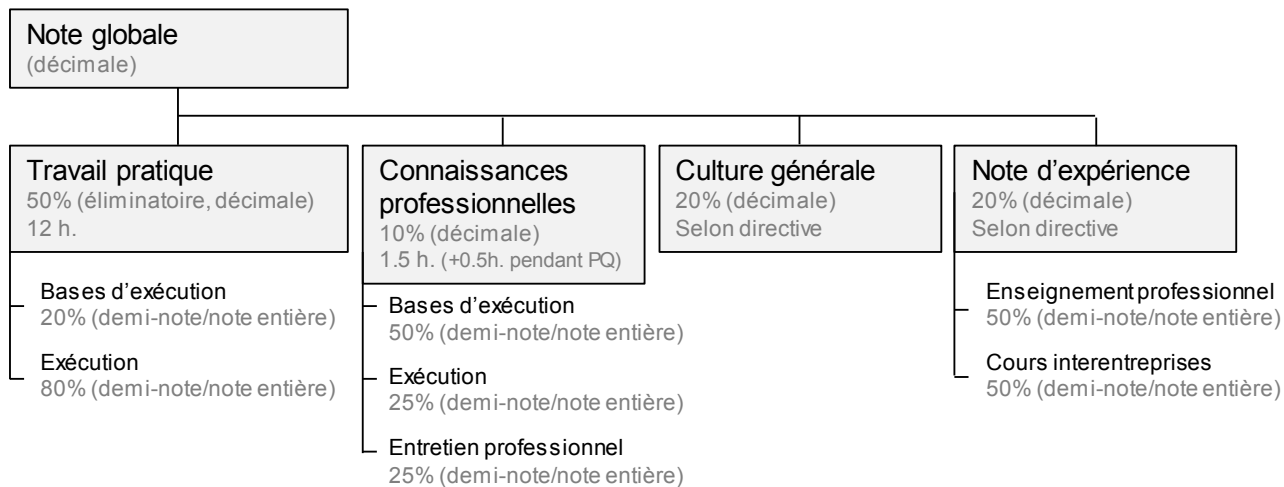 Note globale
(décimale)
Travail pratique
50% (éliminatoire, décimale)
12 h.
Bases d’exécution
20% (demi-note/note entière)
Exécution
80% (demi-note/note entière)
Connaissances
professionnelles
10% (décimale)
1.5 h. (+0.5h. pendant PQ)
Bases d’exécution
50% (demi-note/note entière)
Exécution
25% (demi-note/note entière)
Entretien professionnel
25% (demi-note/note entière)
Culture générale
20% (décimale)
Selon directive
Note d’expérience
20% (décimale)
Selon directive
Enseignement professionnel
50% (demi-note/note entière)
Cours interentreprises
50% (demi-note/note entière)